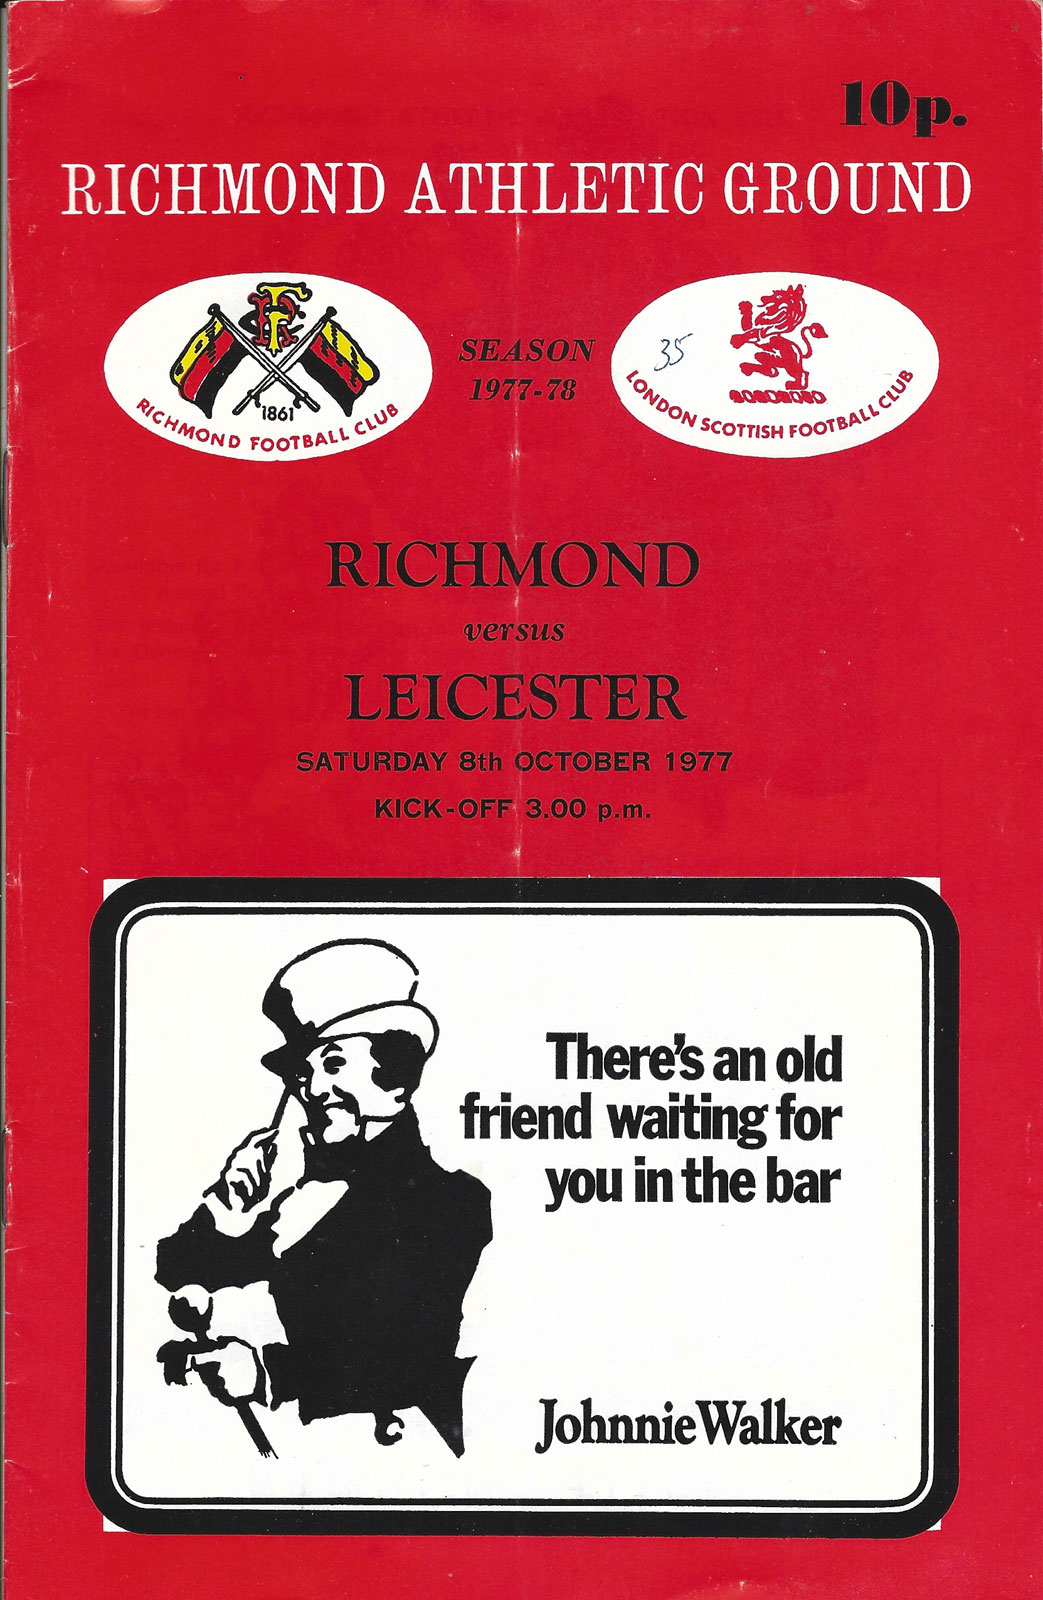 10p.
RICHMOND ATHLETIC GROUND
1861
RICHMOND FOOTBALL CLUB
SEASON
1977-78
35
LONDON SCOTTISH FOOTBALL CLUB
RICHMOND
versus
LEICESTER
SATURDAY 8th OCTOBER 1977
KICK-OFF 3.00 p.m.
There's an old
friend waiting for
you in the bar
Johnnie Walker